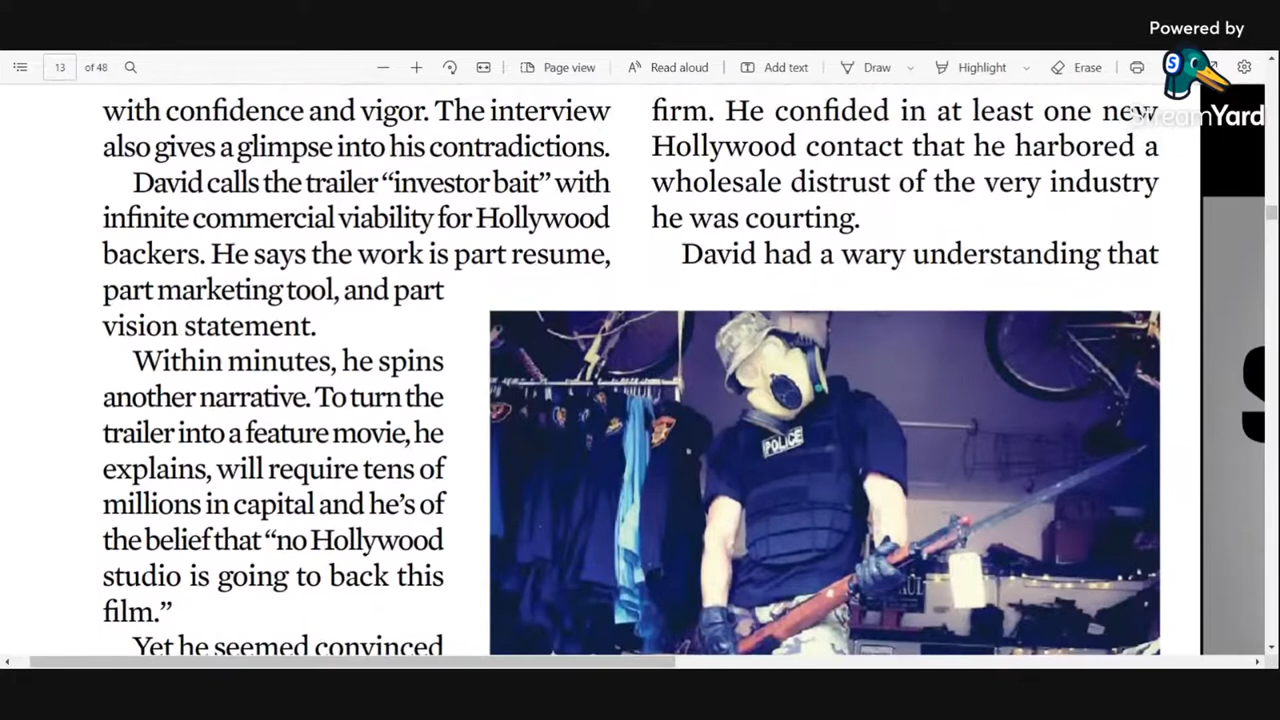 Powered by
StreamYard
13
of 48
Page view
Read aloud
Add text
Draw
Highlight
Erase
with confidence and vigor. The interview
also gives a glimpse into his contradictions.
David calls the trailer “investor bait” with
infinite commercial viability for Hollywood
backers. He says the work is part resume,
part marketing tool, and part
vision statement.
Within minutes, he spins
another narrative. To turn the
trailer into a feature movie, he
explains, will require tens of
millions in capital and he’s of
the belief that “no Hollywood
studio is going to back this
film.”
Yet he seemed convinced
firm. He confided in at least one new
Hollywood contact that he harbored a
wholesale distrust of the very industry
he was courting.
David had a wary understanding that
POLICE